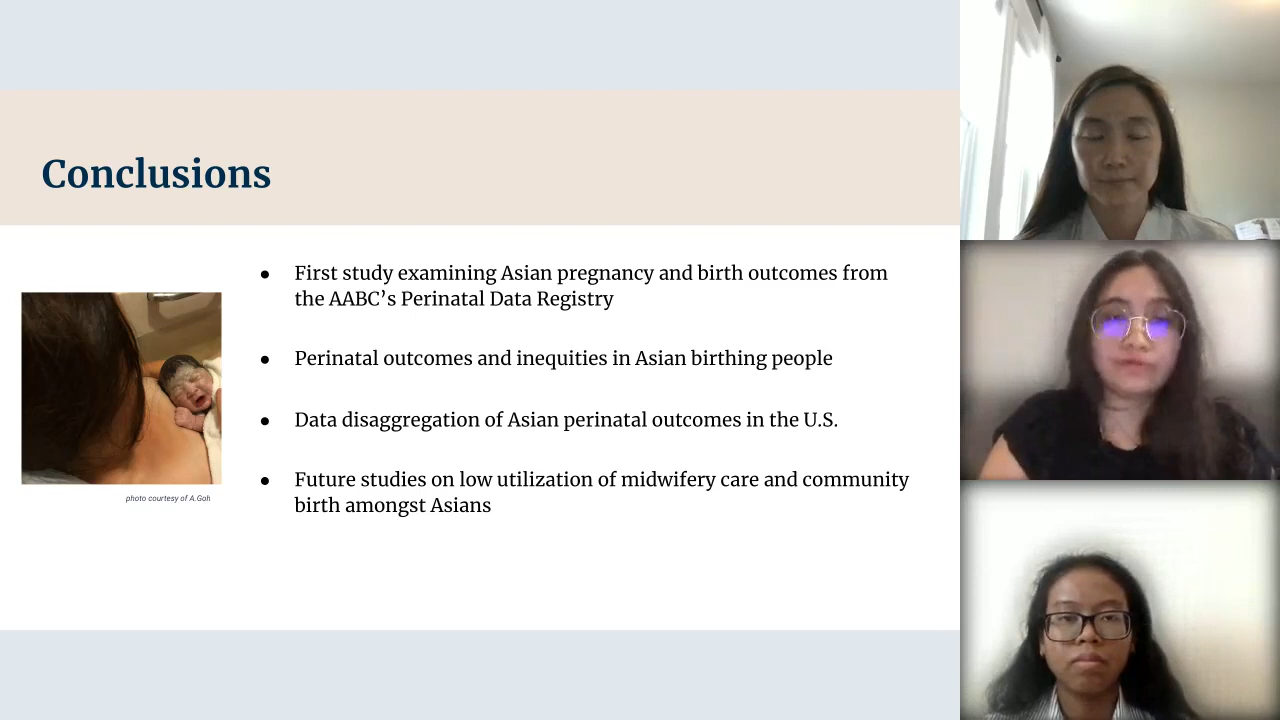 Conclusions
● First study examining Asian pregnancy and birth outcomes from
the AABC’s Perinatal Data Registry
● Perinatal outcomes and inequities in Asian birthing people
● Data disaggregation of Asian perinatal outcomes in the U.S.
● Future studies on low utilization of midwifery care and community
birth amongst Asians
photo courtesy of A.Goh